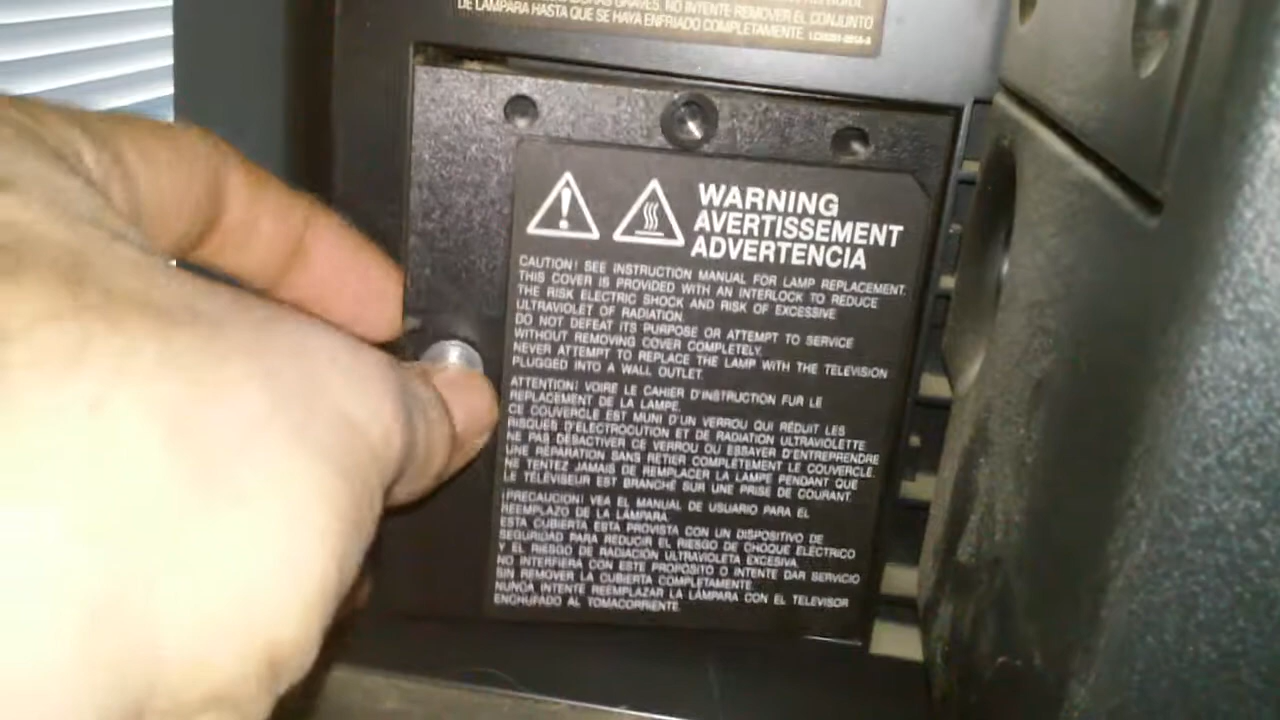 GRAVES. NO INTENTE REMOVER EL CONJUNTO
DE LAMPARA HASTA QUE SE HAYA ENFRIADO COMPLETAMENTE.
WARNING
AVERTISSEMENT
ADVERTENCIA
CAUTION! SEE INSTRUCTION MANUAL FOR LAMP REPLACEMENT.
THIS COVER IS PROVIDED WITH AN INTERLOCK TO REDUCE
THE RISK ELECTRIC SHOCK AND RISK OF EXCESSIVE
ULTRAVIOLET OF RADIATION.
DO NOT DEFEAT ITS PURPOSE OR ATTEMPT TO SERVICE
WITHOUT REMOVING COVER COMPLETELY.
NEVER ATTEMPT TO REPLACE THE LAMP WITH THE TELEVISION
PLUGGED INTO A WALL OUTLET.
ATTENTION! VOIRE LE CAHIER D'INSTRUCTION FUR LE
REPLACEMENT DE LA LAMPE.
CE COUVERCLE EST MUNI D'UN VERROU QUI RÉDUIT LES
RISQUES D'ELECTROCUTION ET DE RADIATION ULTRAVIOLETTE
NE PAS DÉSACTIVER CE VERROU OU ESSAYER D'ENTREPRENDRE
UNE RÉPARATION SANS RETIER COMPLÈTEMENT LE COUVERCLE.
NE TENTEZ JAMAIS DE REMPLACER LA LAMPE PENDANT QUE
LE TÉLEVISEUR EST BRANCHÉ SUR UNE PRISE DE COURANT.
¡PRECAUCION! VEA EL MANUAL DE USUARIO PARA EL
REEMPLAZO DE LA LÁMPARA.
ESTA CUBIERTA ESTA PROVISTA CON UN DISPOSITIVO DE
SEGURIDAD PARA REDUCIR EL RIESGO DE CHOQUE ELÉCTRICO
Y EL RIESGO DE RADIACIÓN ULTRAVIOLETA EXCESIVA.
NO INTERFIERA CON ESTE PROPÓSITO O INTENTE DAR SERVICIO
SIN REMOVER LA CUBIERTA COMPLETAMENTE.
NUNCA INTENTE REEMPLAZAR LA LÁMPARA CON EL TELEVISOR
ENCHUFADO AL TOMACORRIENTE.